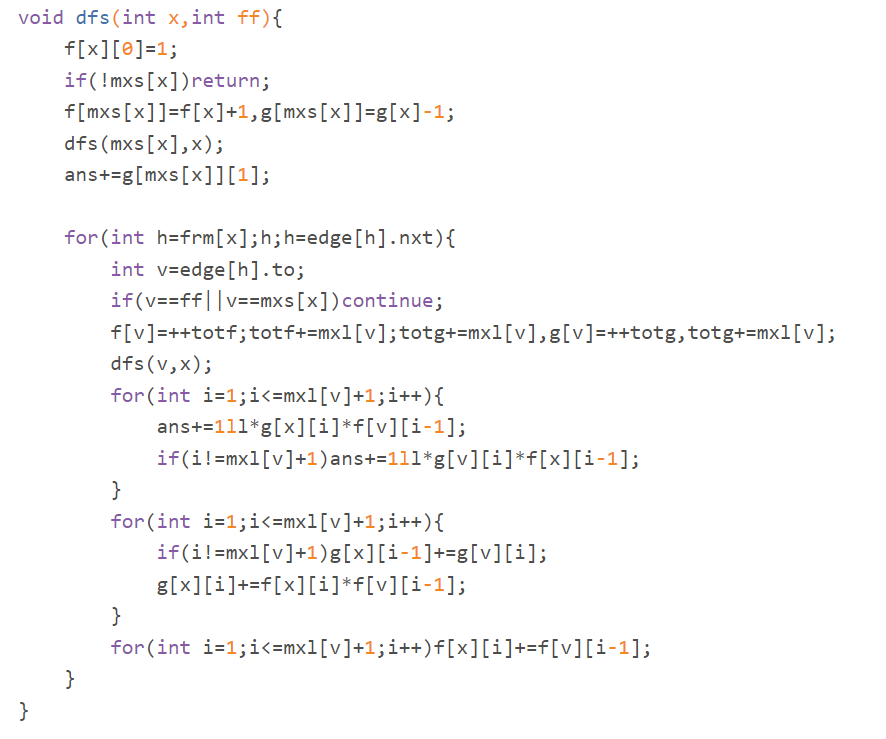 void dfs(int x,int ff){
    f[x][0]=1;
    if(!mxs[x])return;
    f[mxs[x]]=f[x]+1,g[mxs[x]]=g[x]-1;
    dfs(mxs[x],x);
    ans+=g[mxs[x]][1];

    for(int h=frm[x];h;h=edge[h].nxt){
        int v=edge[h].to;
        if(v==ff||v==mxs[x])continue;
        f[v]=++totf;totf+=mxl[v];totg+=mxl[v],g[v]=++totg,totg+=mxl[v];
        dfs(v,x);
        for(int i=1;i<=mxl[v]+1;i++){
            ans+=1ll*g[x][i]*f[v][i-1];
            if(i!=mxl[v]+1)ans+=1ll*g[v][i]*f[x][i-1];
        }
        for(int i=1;i<=mxl[v]+1;i++){
            if(i!=mxl[v]+1)g[x][i-1]+=g[v][i];
            g[x][i]+=f[x][i]*f[v][i-1];
        }
        for(int i=1;i<=mxl[v]+1;i++)f[x][i]+=f[v][i-1];
    }
}